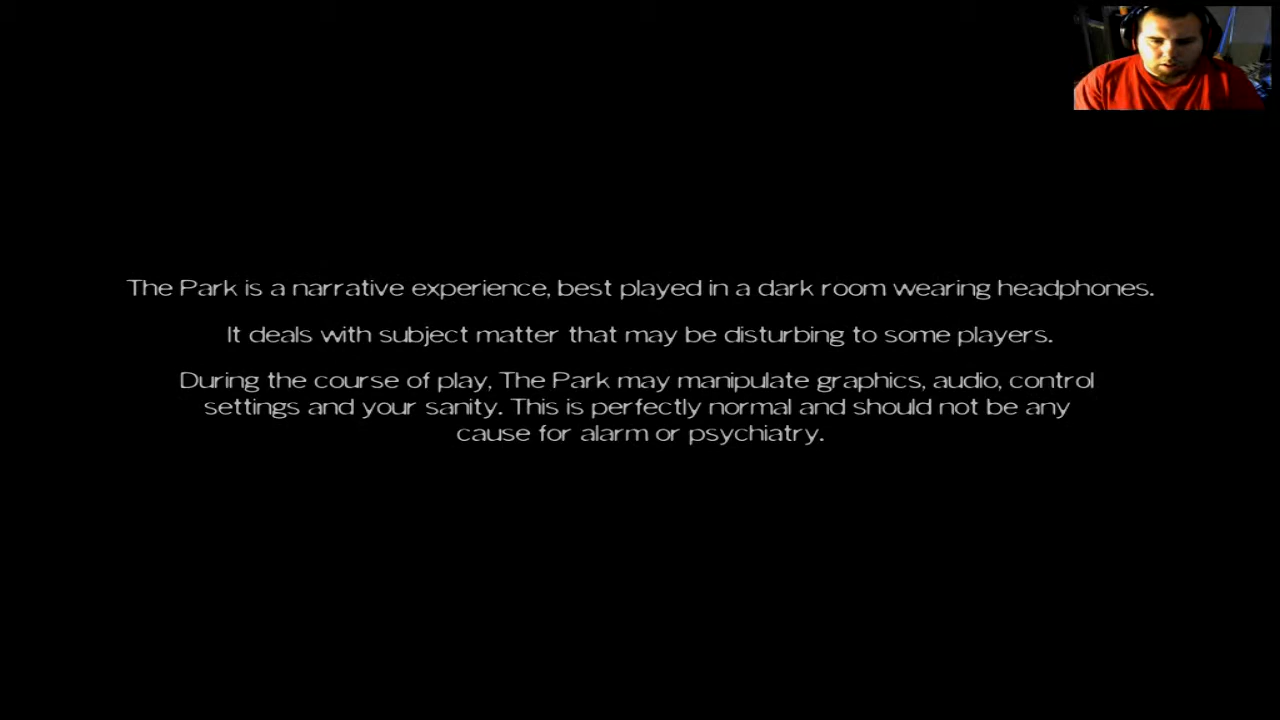 The Park is a narrative experience, best played in a dark room wearing headphones.
It deals with subject matter that may be disturbing to some players.
During the course of play, The Park may manipulate graphics, audio, control
settings and your sanity. This is perfectly normal and should not be any
cause for alarm or psychiatry.